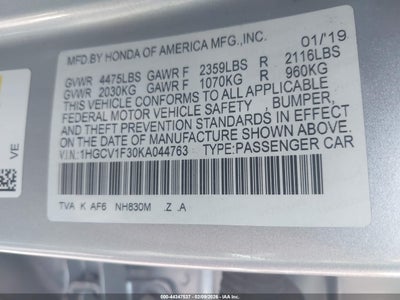 MFD.BY HONDA OF AMERICA MFG.,INC. 01/'19
GVWR 4475LBS GAWR F 2359LBS R 2116LBS
GVWR 2030KG GAWR F 1070KG R 960KG
THIS VEHICLE CONFORMS TO ALL APPLICABLE
FEDERAL MOTOR VEHICLE SAFETY , BUMPER,
AND THEFT PREVENTION STANDARDS IN EFFECT
ON THE DATE OF MANUFACTURE SHOWN ABOVE.
V.I.N.:1HGCV1F30KA044763 TYPE:PASSENGER CAR
TVA K AF6 NH830M .Z .A
VE